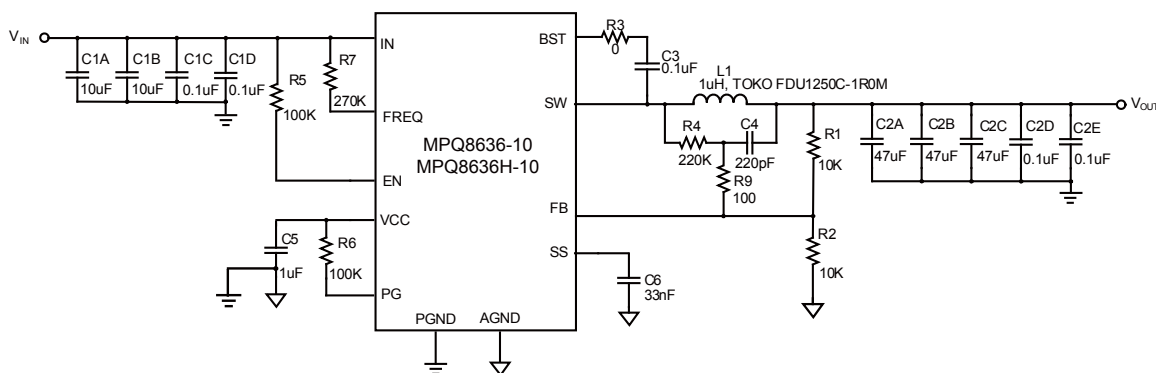 V_IN
C1A
10uF
C1B
10uF
C1C
0.1uF
C1D
0.1uF
R5
100K
R7
270K
IN
FREQ
EN
VCC
PG
PGND
AGND
BST
SW
FB
SS
MPQ8636-10
MPQ8636H-10
C5
1uF
R6
100K
R3
0
C3
0.1uF
L1
1uH, TOKO FDU1250C-1R0M
R4
220K
C4
220pF
R9
100
R1
10K
R2
10K
C6
33nF
C2A
47uF
C2B
47uF
C2C
47uF
C2D
0.1uF
C2E
0.1uF
V_OUT